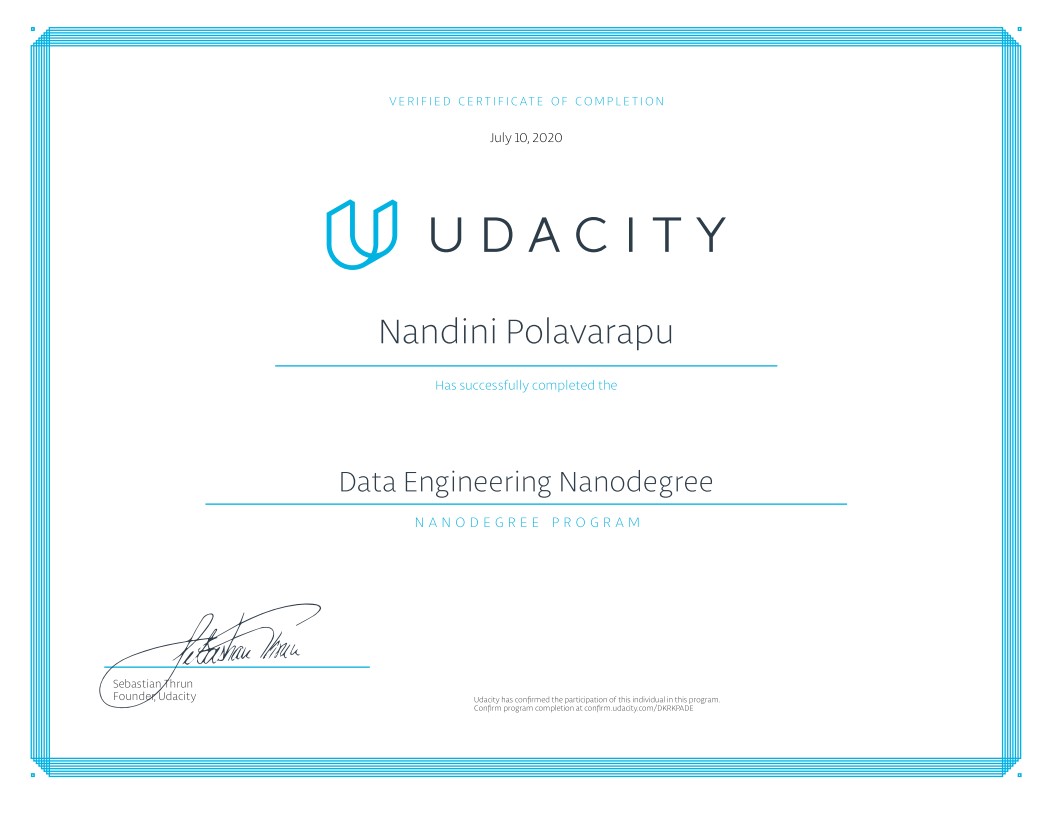 VERIFIED CERTIFICATE OF COMPLETION
July 10, 2020
UDACITY
Nandini Polavarapu
Has successfully completed the
Data Engineering Nanodegree
NANODEGREE PROGRAM
Sebastian Thrun
Sebastian Thrun
Founder, Udacity
Udacity has confirmed the participation of this individual in this program.
Confirm program completion at confirm.udacity.com/DKRKPADE